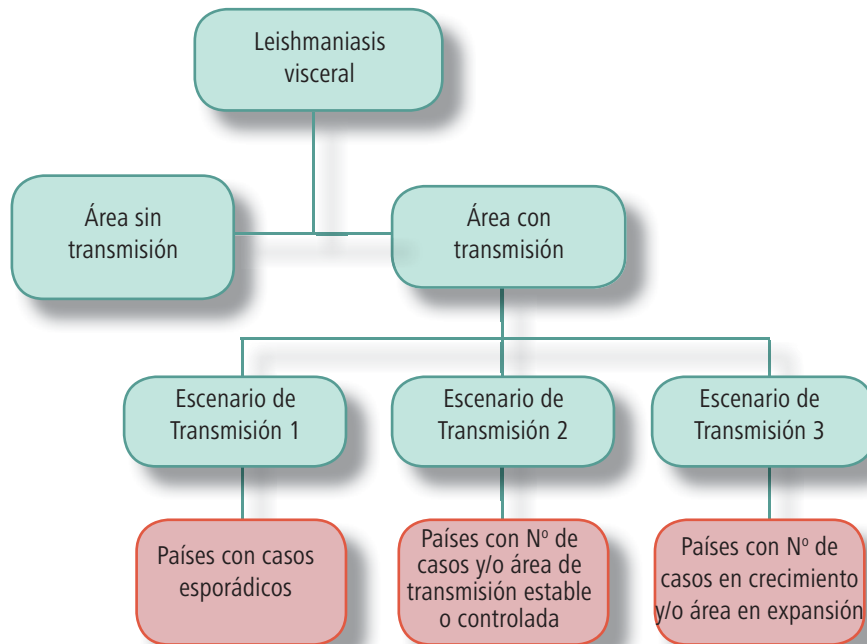 Leishmaniasis
visceral
Área sin
transmisión
Área con
transmisión
Escenario de
Transmisión 1
Escenario de
Transmisión 2
Escenario de
Transmisión 3
Países con casos
esporádicos
Países con Nº de
casos y/o área de
transmisión estable
o controlada
Países con Nº de
casos en crecimiento
y/o área en expansión